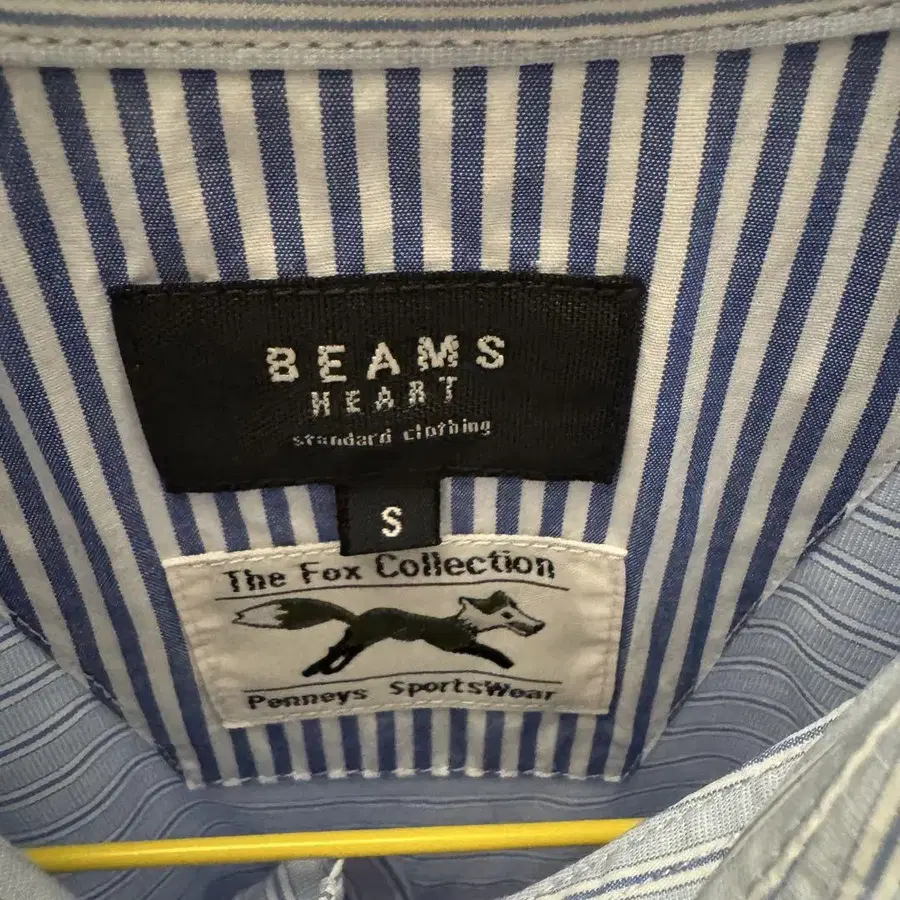 BEAMS
HEART
standard clothing
S
The Fox Collection
Penneys SportsWear